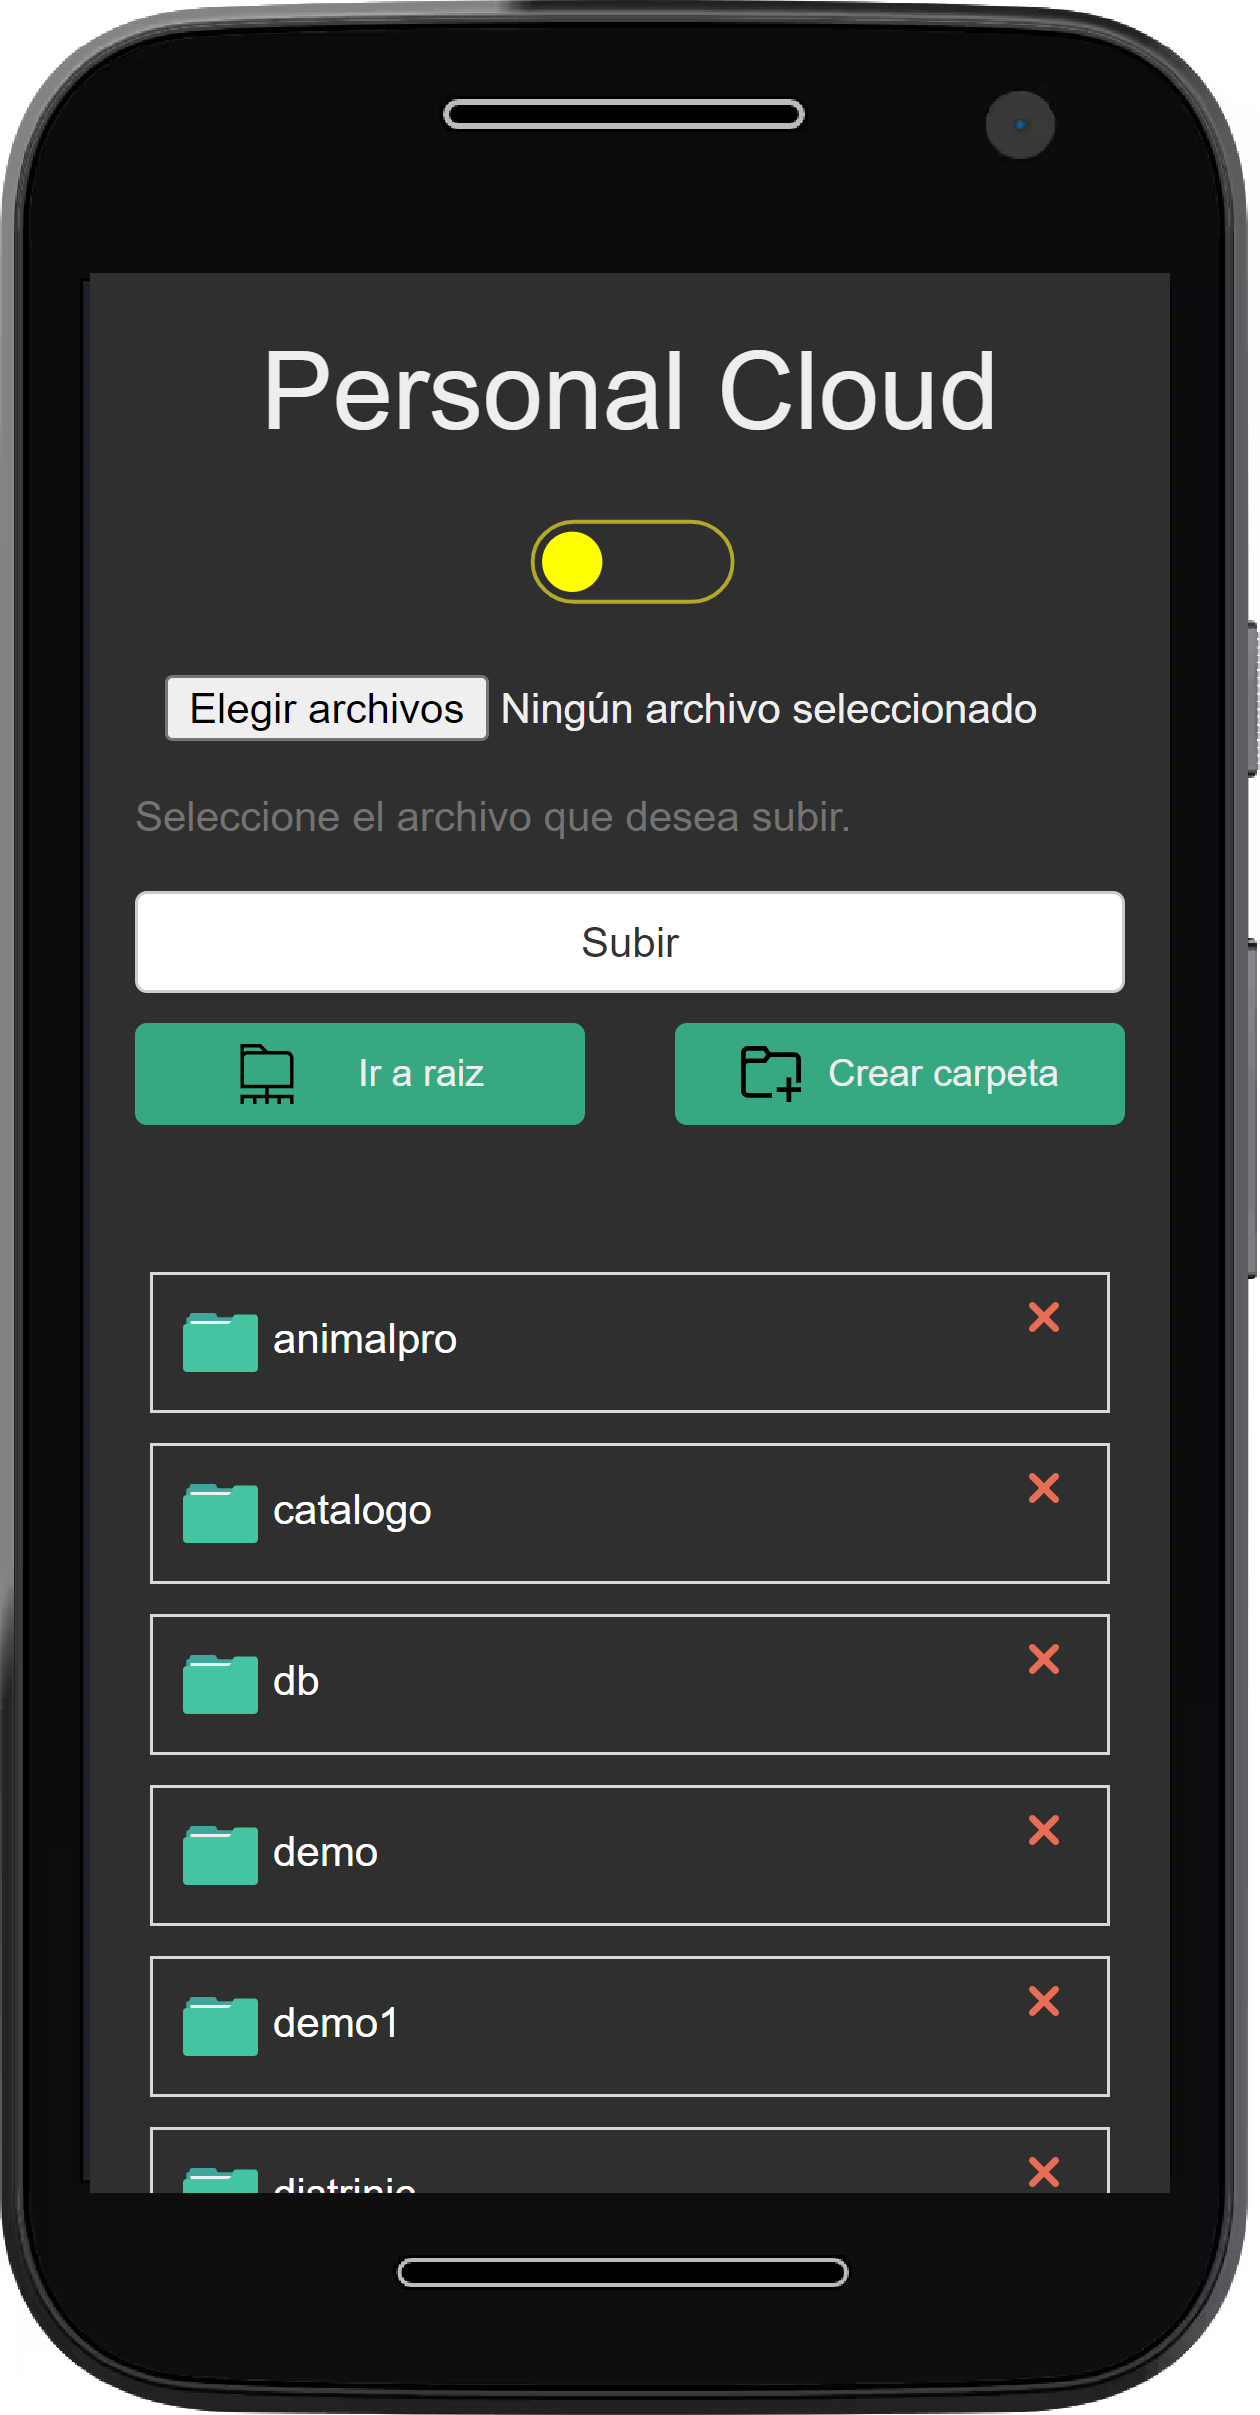 Personal Cloud
Elegir archivos Ningún archivo seleccionado
Seleccione el archivo que desea subir.
Subir
Ir a raiz Crear carpeta
animalpro
catalogo
db
demo
demo1